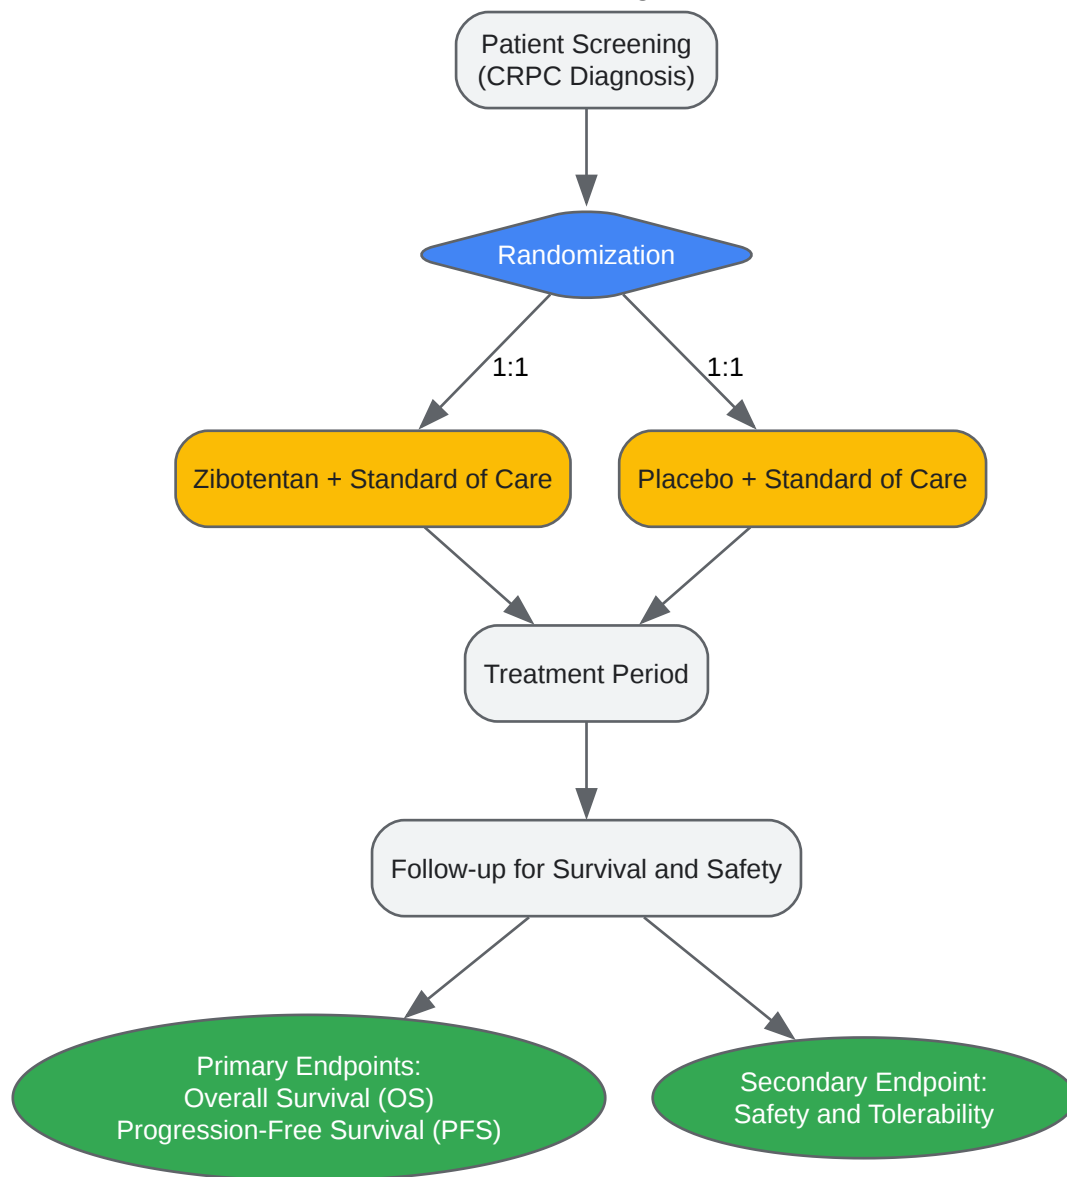 Patient Screening
(CRPC Diagnosis)
Randomization
1:1
1:1
Zibotentan + Standard of Care
Placebo + Standard of Care
Treatment Period
Follow-up for Survival and Safety
Primary Endpoints:
Overall Survival (OS)
Progression-Free Survival (PFS)
Secondary Endpoint:
Safety and Tolerability